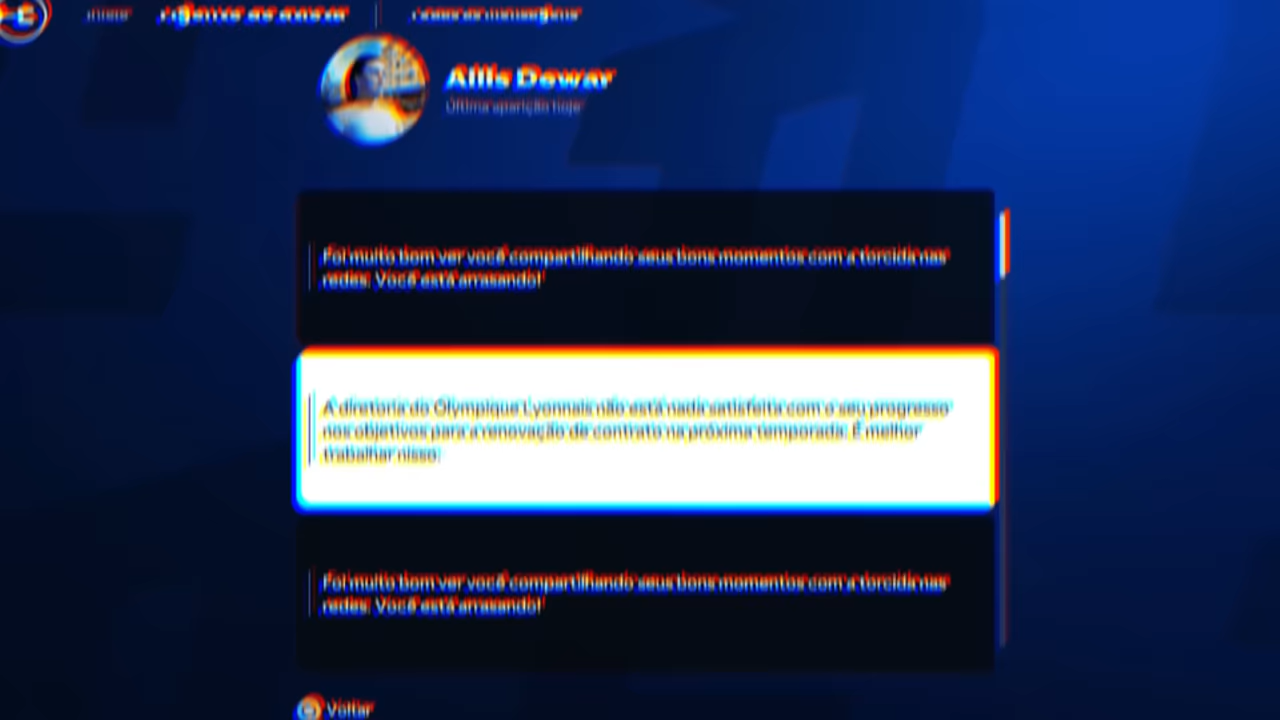 Allis Dewar
Última aparição hoje
Foi muito bom ver você compartilhando seus bons momentos com a torcida nas
redes. Você está arrasando!
A diretoria do Olympique Lyonnais não está nada satisfeita com o seu progresso
nos objetivos para a renovação de contrato na próxima temporada. É melhor
trabalhar nisso.
Foi muito bom ver você compartilhando seus bons momentos com a torcida nas
redes. Você está arrasando!
Voltar